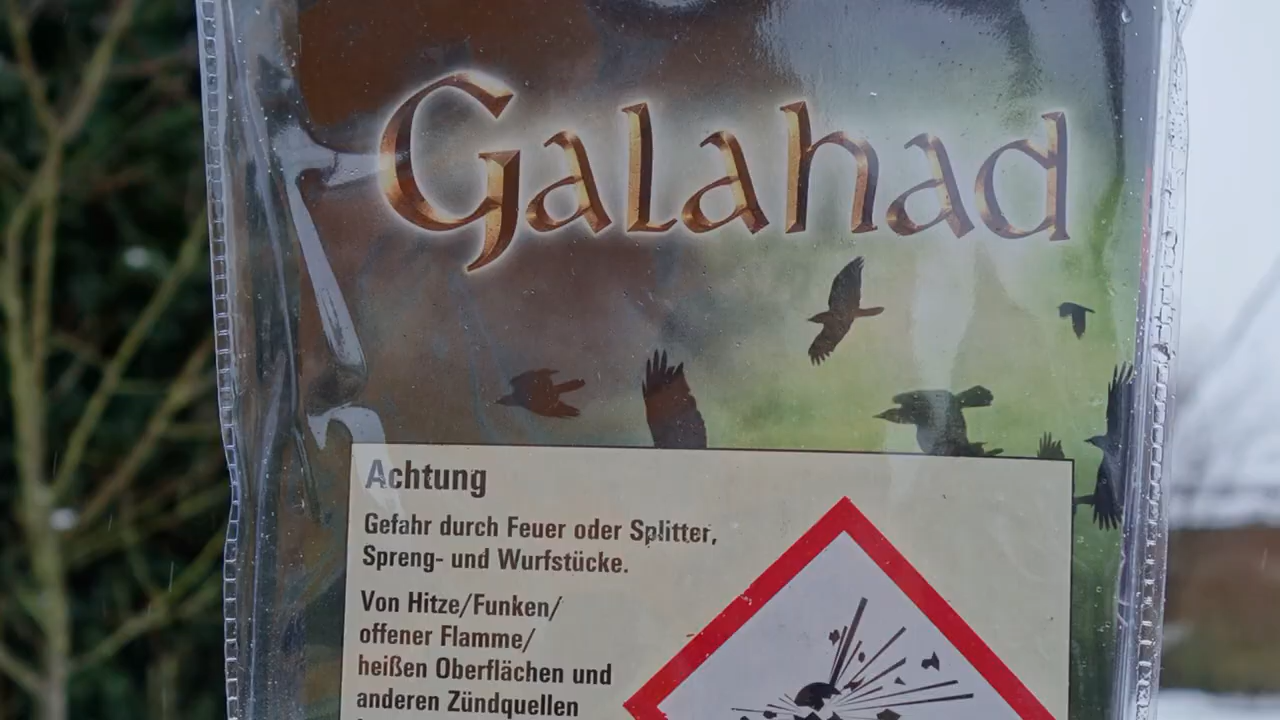 Galahad
Achtung
Gefahr durch Feuer oder Splitter,
Spreng- und Wurfstücke.
Von Hitze/Funken/
offener Flamme/
heißen Oberflächen und
anderen Zündquellen